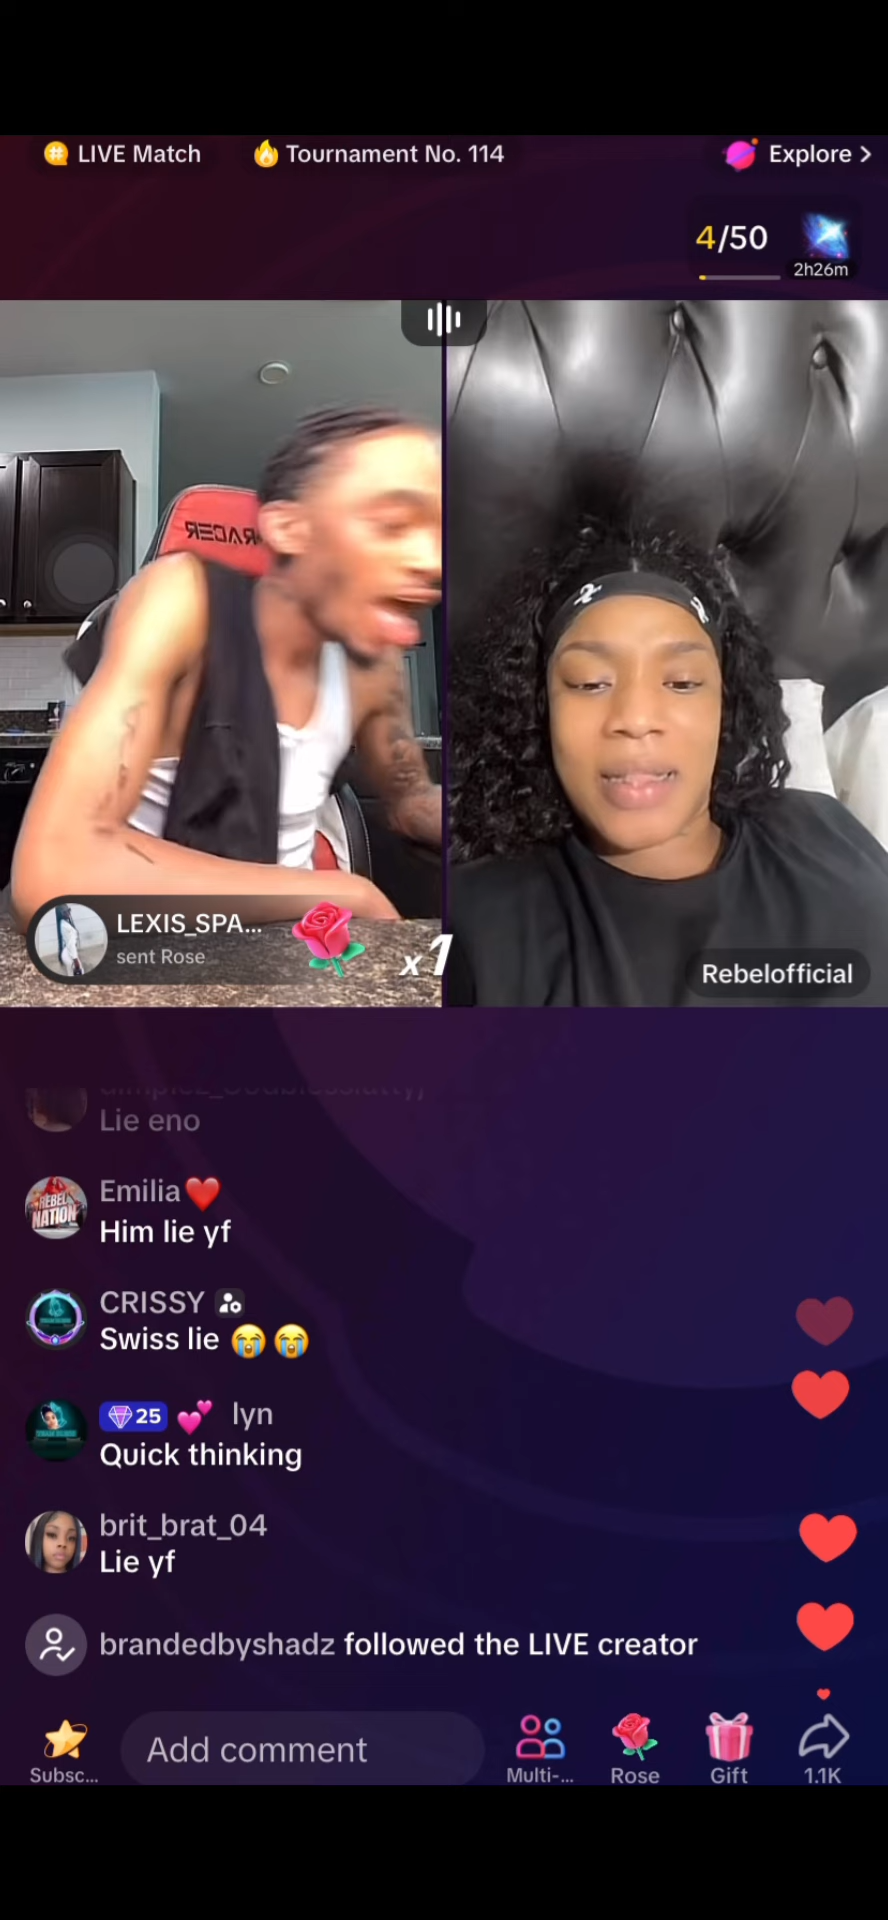 LIVE Match
Tournament No. 114
Explore >
4/50
2h26m
LEXIS_SPA...
sent Rose
x1
Rebelofficial
Lie eno
Emilia❤️
REBEL
NATION
Him lie yf
CRISSY
Swiss lie 😭😭
25 💕 lyn
Quick thinking
brit_brat_04
Lie yf
brandedbyshadz followed the LIVE creator
Add comment
Subsc...
Multi-...
Rose
Gift
1.1K